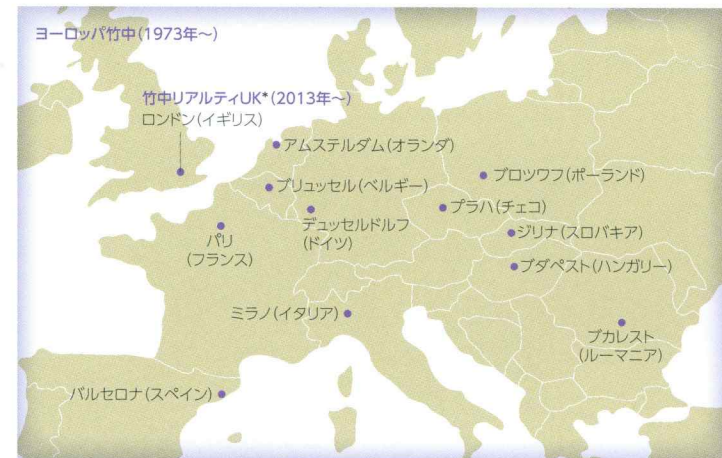 ヨーロッパ竹中(1973年〜)
竹中リアルティUK*(2013年〜)
ロンドン(イギリス)
アムステルダム(オランダ)
ブリュッセル(ベルギー)
ブロツワフ(ポーランド)
プラハ(チェコ)
デュッセルドルフ
(ドイツ)
パリ
(フランス)
ジリナ(スロバキア)
ブダペスト(ハンガリー)
ミラノ(イタリア)
ブカレスト
(ルーマニア)
バルセロナ(スペイン)